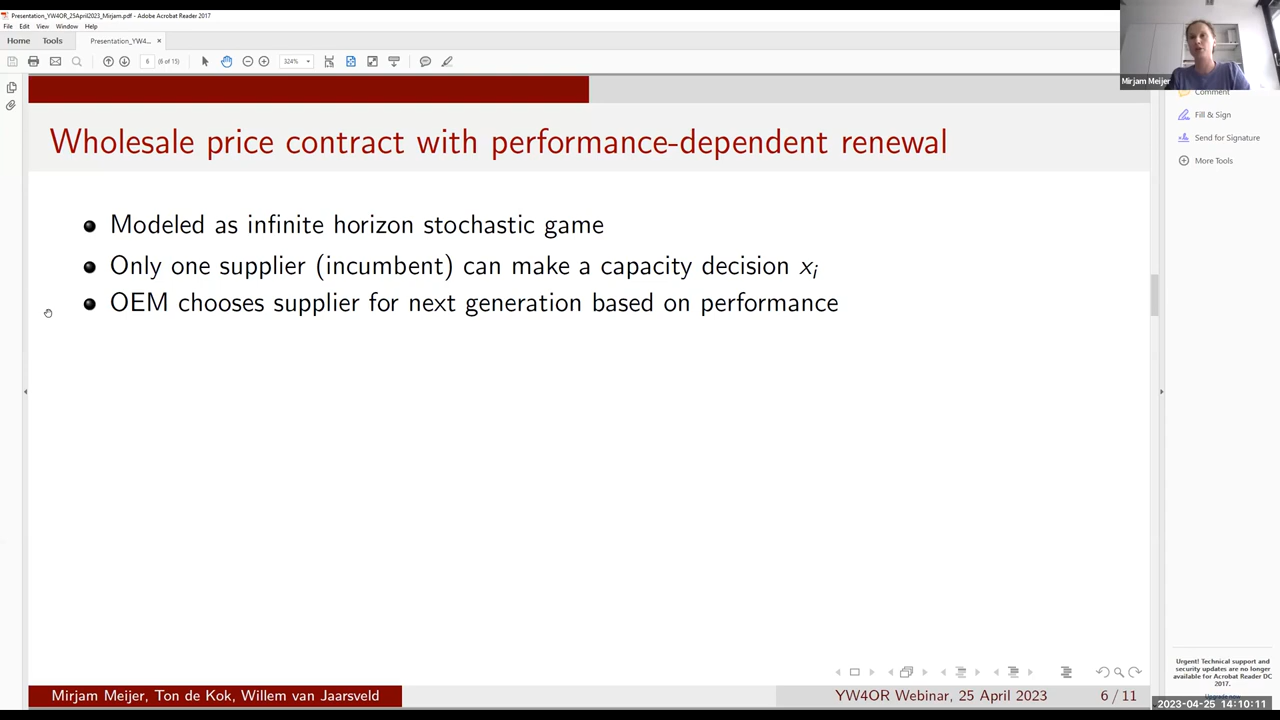 Presentation_YW4OR_25April2023_Mirjam.pdf - Adobe Acrobat Reader 2017
File Edit View Window Help
Home Tools Presentation_YW4... ×
6 (6 of 15) 324%
Mirjam Meijer
Comment
Fill & Sign
Send for Signature
More Tools
Wholesale price contract with performance-dependent renewal
Modeled as infinite horizon stochastic game
Only one supplier (incumbent) can make a capacity decision xᵢ
OEM chooses supplier for next generation based on performance
Urgent! Technical support and
security updates are no longer
available for Acrobat Reader DC
2017.
Mirjam Meijer, Ton de Kok, Willem van Jaarsveld YW4OR Webinar, 25 April 2023 6 / 11
2023-04-25 14:10:11